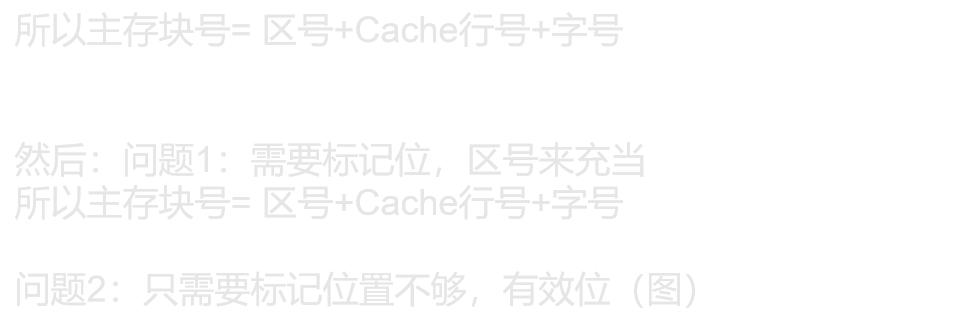 所以主存块号= 区号+Cache行号+字号
然后：问题1：需要标记位，区号来充当
所以主存块号= 区号+Cache行号+字号
问题2：只需要标记位置不够，有效位（图）